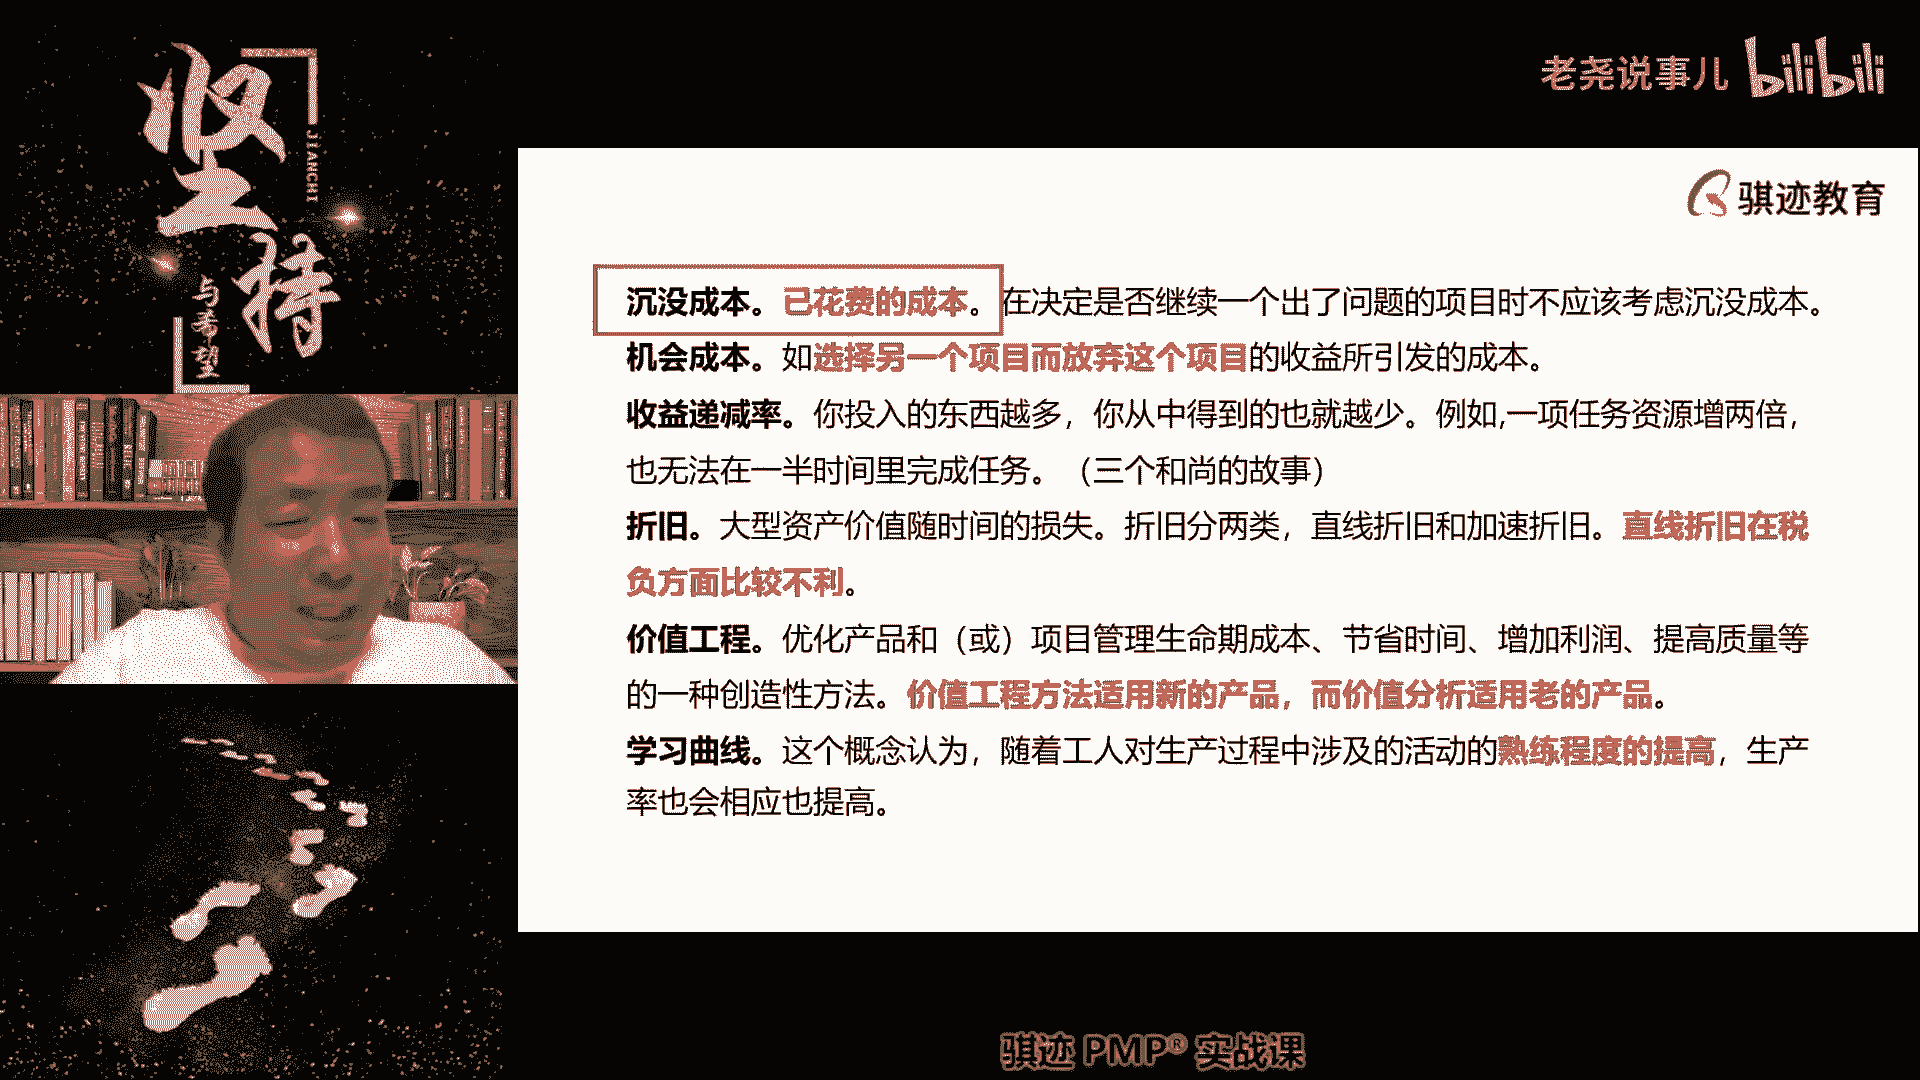 坚持
JIANCHI
与希望
老尧说事儿 bilibili
骐迹教育
沉没成本。已花费的成本。在决定是否继续一个出了问题的项目时不应该考虑沉没成本。
机会成本。如选择另一个项目而放弃这个项目的收益所引发的成本。
收益递减率。你投入的东西越多，你从中得到的也就越少。例如,一项任务资源增两倍，
也无法在一半时间里完成任务。（三个和尚的故事）
折旧。大型资产价值随时间的损失。折旧分两类，直线折旧和加速折旧。直线折旧在税
负方面比较不利。
价值工程。优化产品和（或）项目管理生命期成本、节省时间、增加利润、提高质量等
的一种创造性方法。价值工程方法适用新的产品，而价值分析适用老的产品。
学习曲线。这个概念认为，随着工人对生产过程中涉及的活动的熟练程度的提高，生产
率也会相应也提高。
骐迹 PMP® 实战课